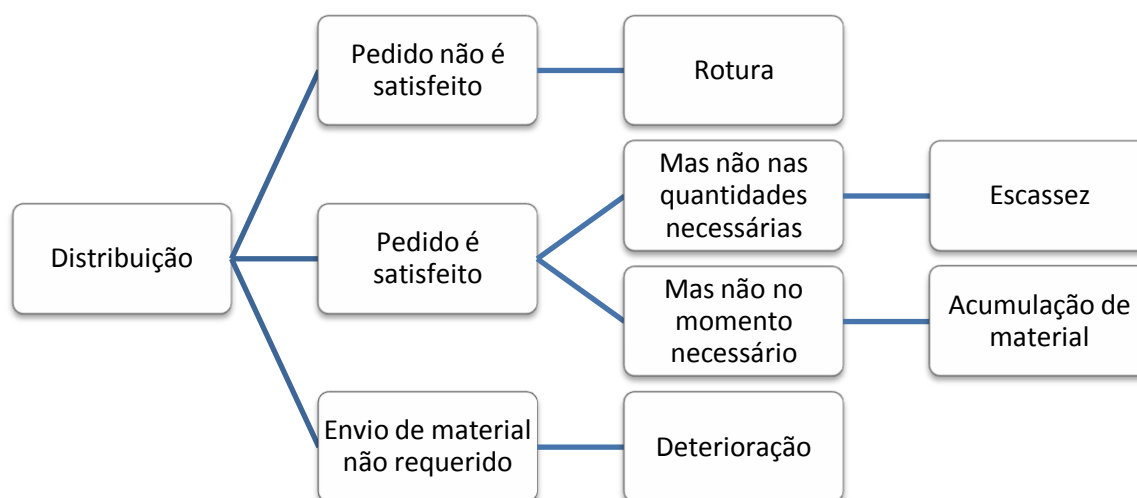 Pedido não é
satisfeito
Rotura
Mas não nas
quantidades
necessárias
Escassez
Distribuição
Pedido é
satisfeito
Mas não no
momento
necessário
Acumulação de
material
Envio de material
não requerido
Deterioração